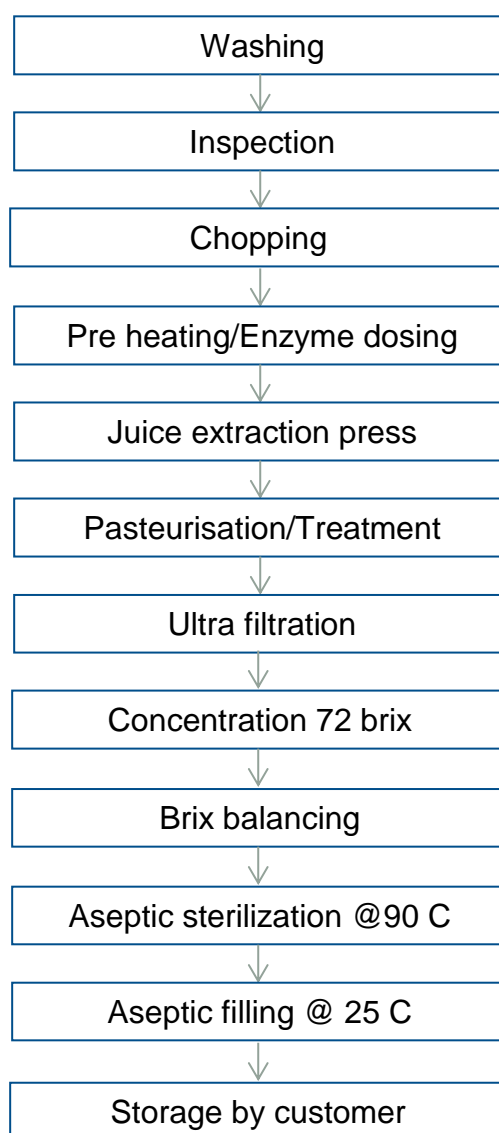 Washing
Inspection
Chopping
Pre heating/Enzyme dosing
Juice extraction press
Pasteurisation/Treatment
Ultra filtration
Concentration 72 brix
Brix balancing
Aseptic sterilization @90 C
Aseptic filling @ 25 C
Storage by customer